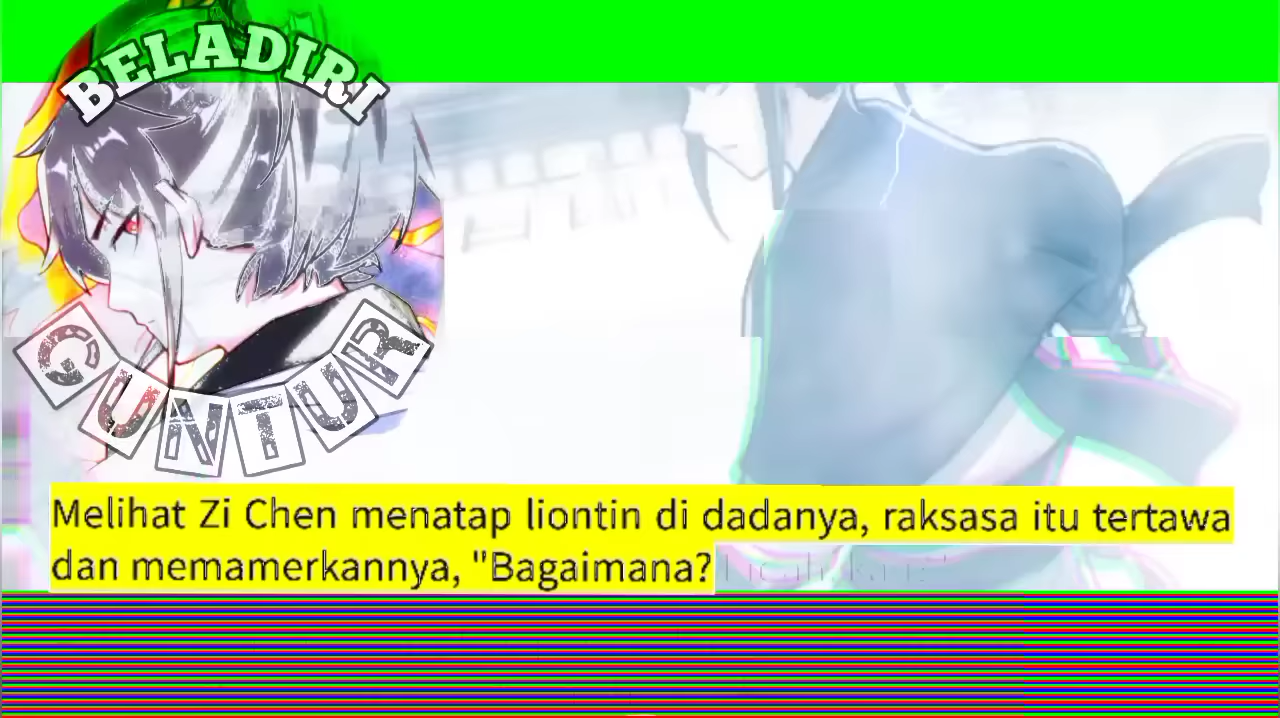 BELADIRI
GUNTUR
Melihat Zi Chen menatap liontin di dadanya, raksasa itu tertawa
dan memamerkannya, "Bagaimana?